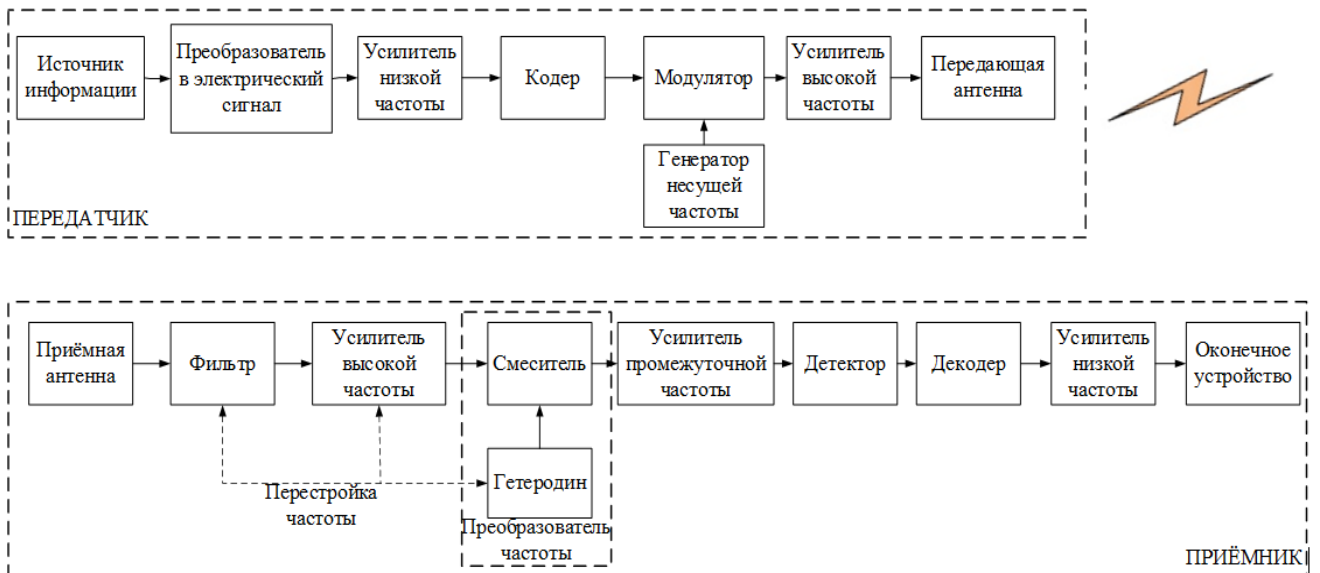 Источник
информации
Преобразователь
в электрический
сигнал
Усилитель
низкой
частоты
Кодер
Модулятор
Усилитель
высокой
частоты
Передающая
антенна
Генератор
несущей
частоты
ПЕРЕДАТЧИК
Приёмная
антенна
Фильтр
Усилитель
высокой
частоты
Смеситель
Усилитель
промежуточной
частоты
Детектор
Декодер
Усилитель
низкой
частоты
Оконечное
устройство
Гетеродин
Перестройка
частоты
Преобразователь
частоты
ПРИЁМНИК